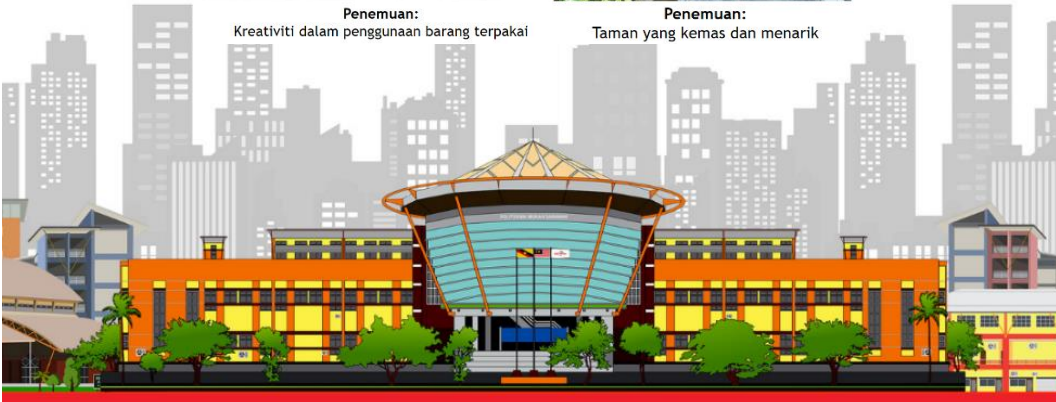 Penemuan:
Kreativiti dalam penggunaan barang terpakai
Penemuan:
Taman yang kemas dan menarik